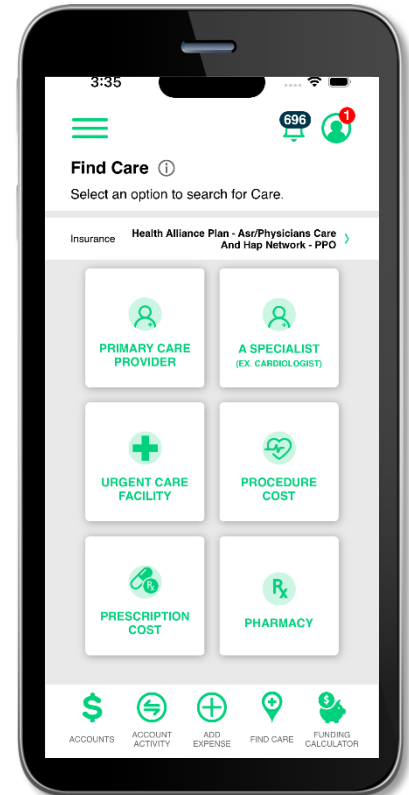 3:35
696
1
Find Care
Select an option to search for Care.
Insurance
Health Alliance Plan - Asr/Physicians Care
And Hap Network - PPO
PRIMARY CARE
PROVIDER
A SPECIALIST
(EX. CARDIOLOGIST)
URGENT CARE
FACILITY
PROCEDURE
COST
Rx
PRESCRIPTION
COST
Rx
PHARMACY
$
$
ACCOUNTS
ACCOUNT
ACTIVITY
ADD
EXPENSE
FIND CARE
FUNDING
CALCULATOR